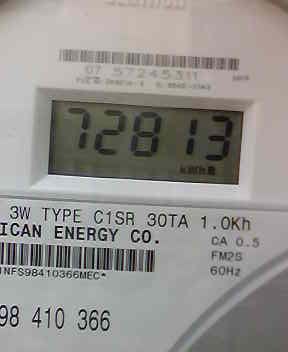 07 57245311
72813
3W TYPE C1SR 30TA 1.0Kh
ICAN ENERGY CO.
CA 0.5
FM2S
60Hz
INFS98410366MEC*
98 410 366